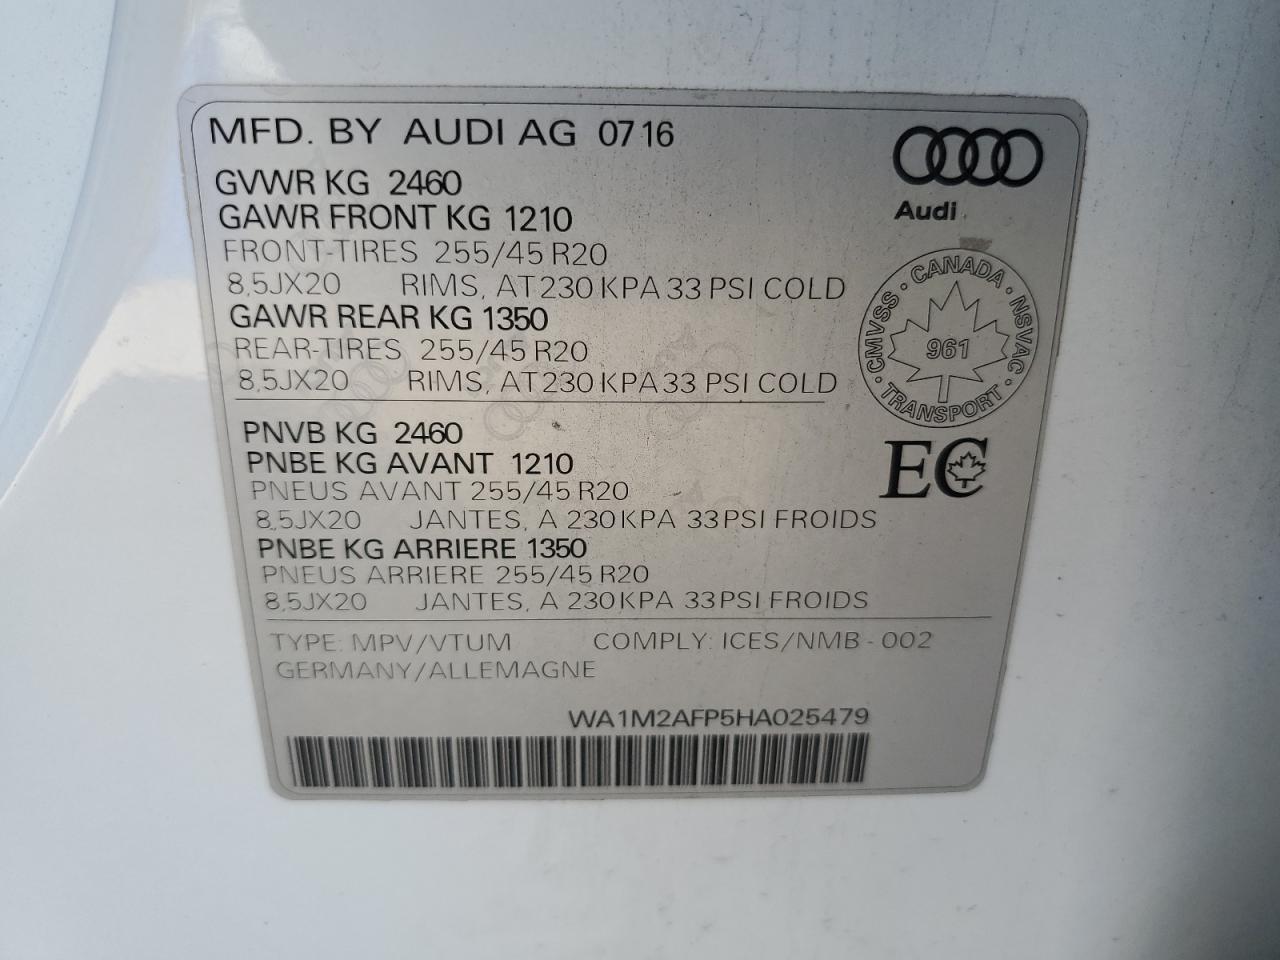 MFD. BY AUDI AG 07 16
Audi
GVWR KG 2460
GAWR FRONT KG 1210
FRONT-TIRES 255/45 R20
8,5JX20 RIMS, AT 230 KPA 33 PSI COLD
GAWR REAR KG 1350
REAR-TIRES 255/45 R20
8,5JX20 RIMS, AT 230 KPA 33 PSI COLD
CANADA · NSVAC · TRANSPORT · CMVSS ·
961
PNVB KG 2460
PNBE KG AVANT 1210
PNEUS AVANT 255/45 R20
8,5JX20 JANTES, A 230 KPA 33 PSI FROIDS
PNBE KG ARRIERE 1350
PNEUS ARRIERE 255/45 R20
8,5JX20 JANTES, A 230 KPA 33 PSI FROIDS
EC
TYPE: MPV/VTUM COMPLY: ICES/NMB - 002
GERMANY/ALLEMAGNE
WA1M2AFP5HA025479